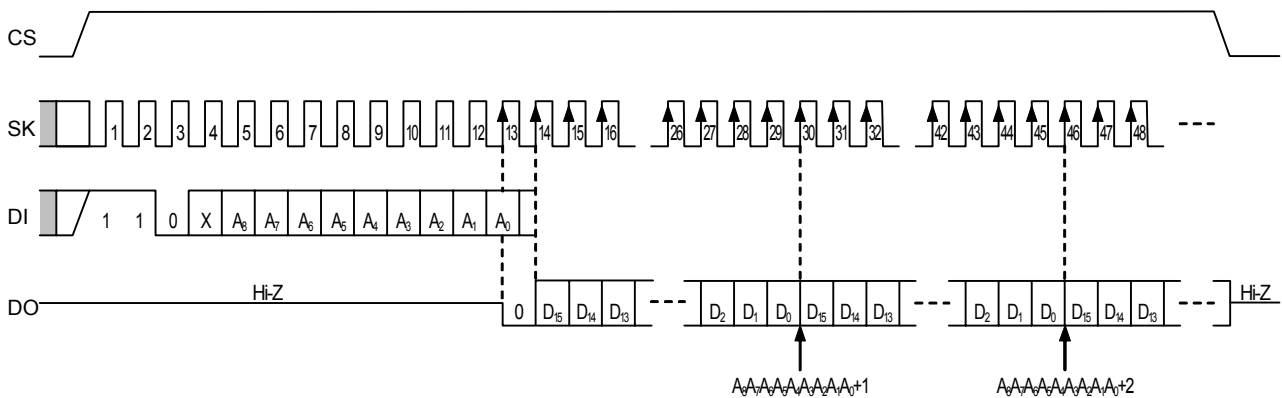 CS
SK 1 2 3 4 5 6 7 8 9 10 11 12 13 14 15 16 26 27 28 29 30 31 32 42 43 44 45 46 47 48
DI 1 1 0 X A8 A7 A6 A5 A4 A3 A2 A1 A0
DO Hi-Z 0 D15 D14 D13 D2 D1 D0 D15 D14 D13 D2 D1 D0 D15 D14 D13 Hi-Z
A8A7A6A5A4A3A2A1A0+1 A8A7A6A5A4A3A2A1A0+2